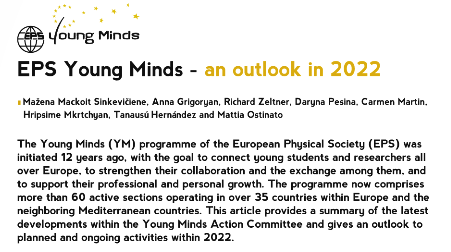 EPS young Minds
EPS Young Minds - an outlook in 2022
Mažena Mackoit Sinkevičiene, Anna Grigoryan, Richard Zeltner, Daryna Pesina, Carmen Martin,
Hripsime Mkrtchyan, Tanausú Hernández and Mattia Ostinato
The Young Minds (YM) programme of the European Physical Society (EPS) was
initiated 12 years ago, with the goal to connect young students and researchers all
over Europe, to strengthen their collaboration and the exchange among them, and
to support their professional and personal growth. The programme now comprises
more than 60 active sections operating in over 35 countries within Europe and the
neighboring Mediterranean countries. This article provides a summary of the latest
developments within the Young Minds Action Committee and gives an outlook to
planned and ongoing activities within 2022.